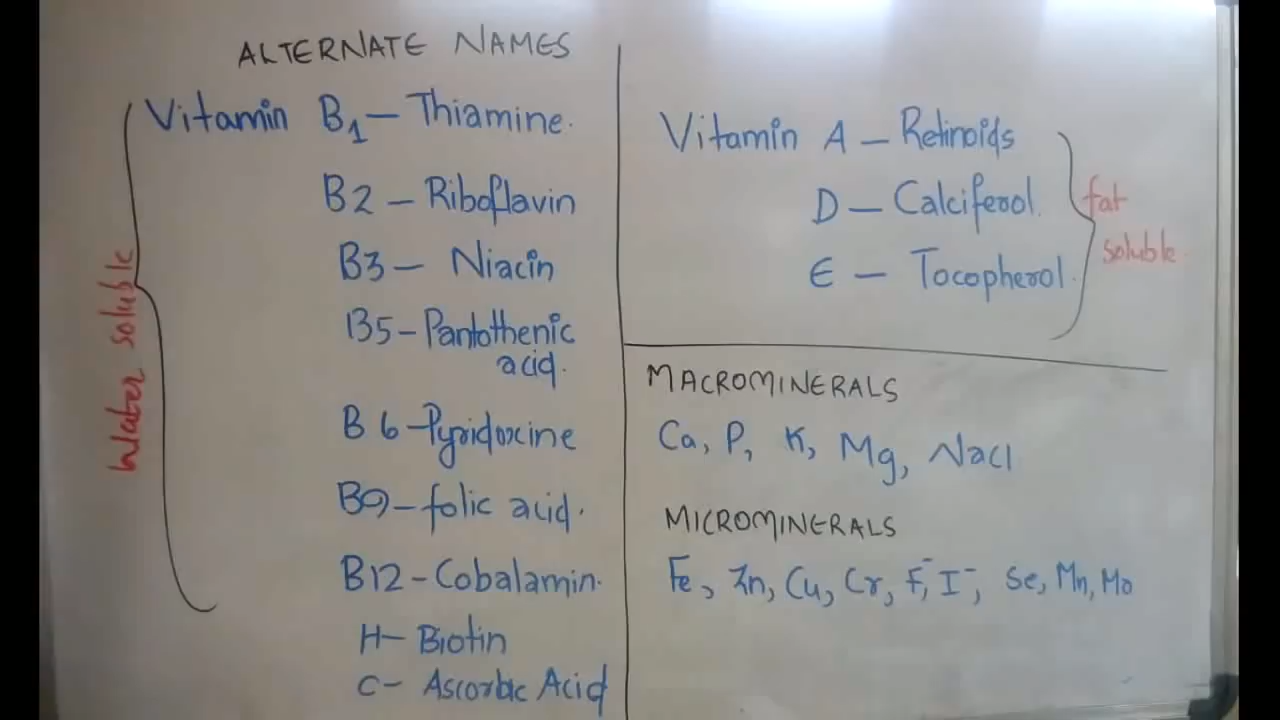 ALTERNATE NAMES
Vitamin B1 – Thiamine.
B2 – Riboflavin
B3 – Niacin
B5 – Pantothenic
acid.
B6 – Pyridoxine
B9 – folic acid.
B12 – Cobalamin.
H – Biotin
C – Ascorbic Acid
Water soluble
Vitamin A – Retinoids
D – Calciferol.
E – Tocopherol.
fat
soluble
MACROMINERALS
Ca, P, K, Mg, NaCl
MICROMINERALS
Fe, Zn, Cu, Cr, F⁻, I⁻, Se, Mn, Mo